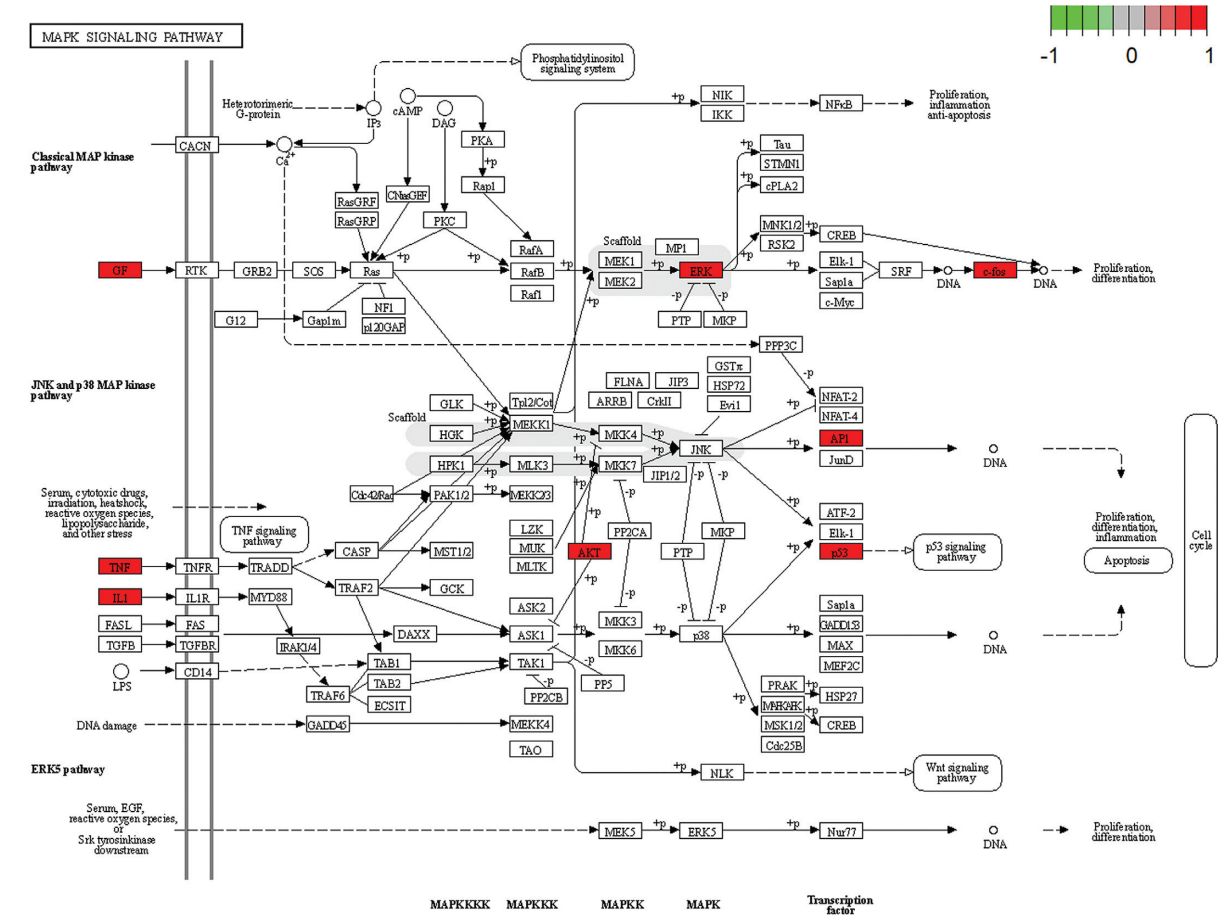 MAPK SIGNALING PATHWAY
-1 0 1
Phosphatidylinositol
signaling system
Heterotorimeric
G-protein
IP3
cAMP
DAG
NIK
IKK
NFκB
Proliferation,
inflammation
anti-apoptosis
CACN
Ca2+
PKA
+p
Tau
STMN1
Classical MAP kinase
pathway
RasGRF
RasGRP
CNrasGEF
Rap1
cPLA2
PKC
RafA
Scaffold
MP1
MNK1/2
RSK2
+p
CREB
GF
RTK
GRB2
SOS
Ras
+p
+p
RafB
+p
MEK1
MEK2
+p
ERK
+p
+p
+p
+p
Elk-1
Sap1a
c-Myc
SRF
DNA
c-fos
DNA
Proliferation,
differentiation
Raf1
-p
-p
+p
G12
Gap1m
NF1
p120GAP
PTP
MKP
PPP3C
-p
JNK and p38 MAP kinase
pathway
GSTπ
HSP72
Evi1
FLNA
JIP3
ARRB
CrkII
NFAT-2
NFAT-4
+p
GLK
Tpl2/Cot
+p
Scaffold
HGK
+p
MEKK1
+p
MKK4
+p
JNK
+p
AP1
JunD
DNA
HPK1
+p
MLK3
+p
MKK7
+p
JIP1/2
Cell
cycle
Serum, cytotoxic drugs,
irradiation, heatshock,
reactive oxygen species,
lipopolysaccharide,
and other stress
Cdc42/Rac
PAK1/2
+p
MEKK2/3
-p
-p
-p
TNF signaling
pathway
LZK
MUK
MLTK
+p
PP2CA
MKP
PTP
+p
ATF-2
Elk-1
p53
p53 signaling
pathway
Proliferation,
differentiation,
inflammation
Apoptosis
CASP
MST1/2
AKT
+p
+p
TNF
TNFR
TRADD
TRAF2
GCK
IL1
IL1R
MYD88
ASK2
-p
-p
-p
Sap1a
GADD153
MAX
MEF2C
FASL
FAS
MKK3
MKK6
TGFB
TGFBR
DAXX
ASK1
+p
+p
p38
+p
DNA
IRAK1/4
LPS
CD14
TAB1
TAB2
ECSIT
TAK1
-p
-p
PP5
PP2CB
TRAF6
+p
PRAK
MAPKAPK
MSK1/2
Cdc25B
+p
+p
HSP27
CREB
DNA damage
GADD45
MEKK4
TAO
ERK5 pathway
+p
NLK
Wnt signaling
pathway
Serum, EGF,
reactive oxygen species,
or
Srk tyrosinkinase
downstream
MEK5
+p
ERK5
+p
Nur77
DNA
Proliferation,
differentiation
MAPKKKK
MAPKKK
MAPKK
MAPK
Transcription
factor